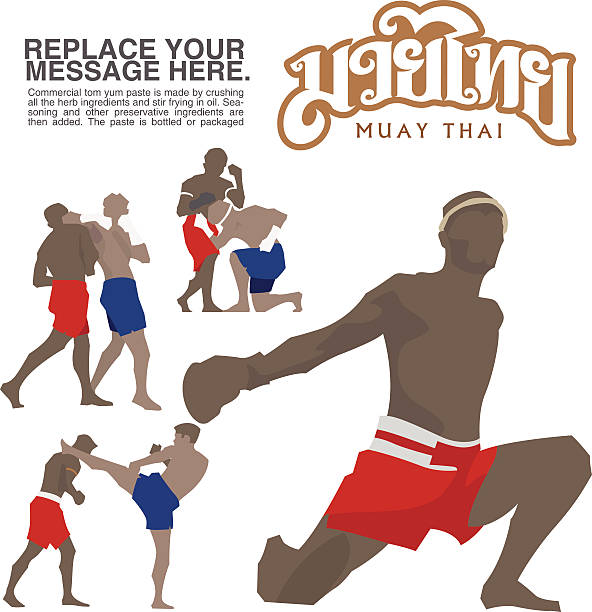 REPLACE YOUR
MESSAGE HERE.
Commercial tom yum paste is made by crushing
all the herb ingredients and stir frying in oil. Sea-
soning and other preservative ingredients are
then added. The paste is bottled or packaged
มวยไทย
MUAY THAI